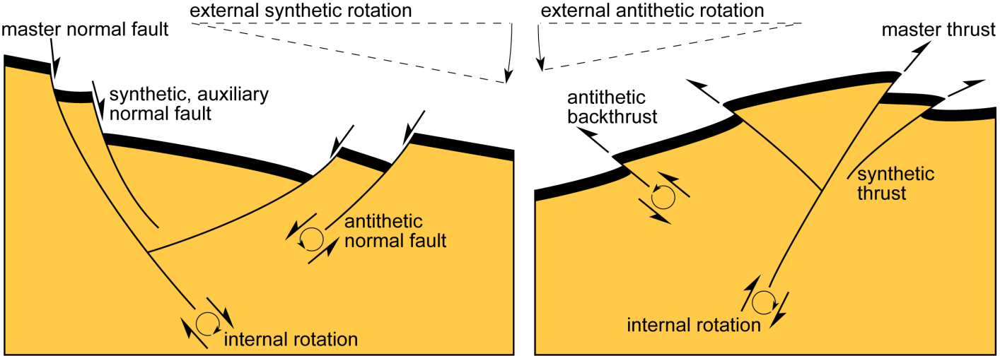 external synthetic rotation
master normal fault
synthetic, auxiliary
normal fault
antithetic
normal fault
internal rotation
external antithetic rotation
master thrust
antithetic
backthrust
synthetic
thrust
internal rotation